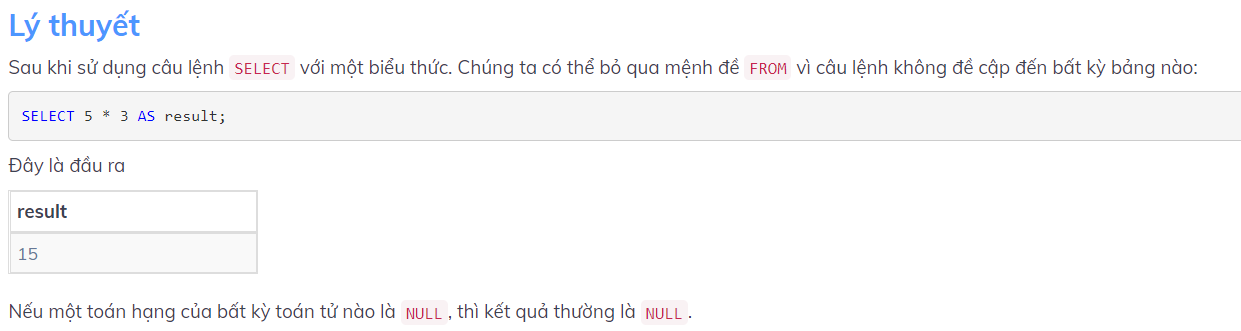 Lý thuyết
Sau khi sử dụng câu lệnh SELECT với một biểu thức. Chúng ta có thể bỏ qua mệnh đề FROM vì câu lệnh không đề cập đến bất kỳ bảng nào:
SELECT 5 * 3 AS result;
Đây là đầu ra
result
15
Nếu một toán hạng của bất kỳ toán tử nào là NULL, thì kết quả thường là NULL.